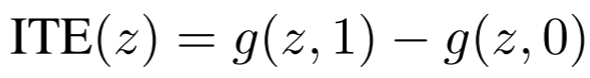 ITE(z) = g(z, 1) − g(z, 0)